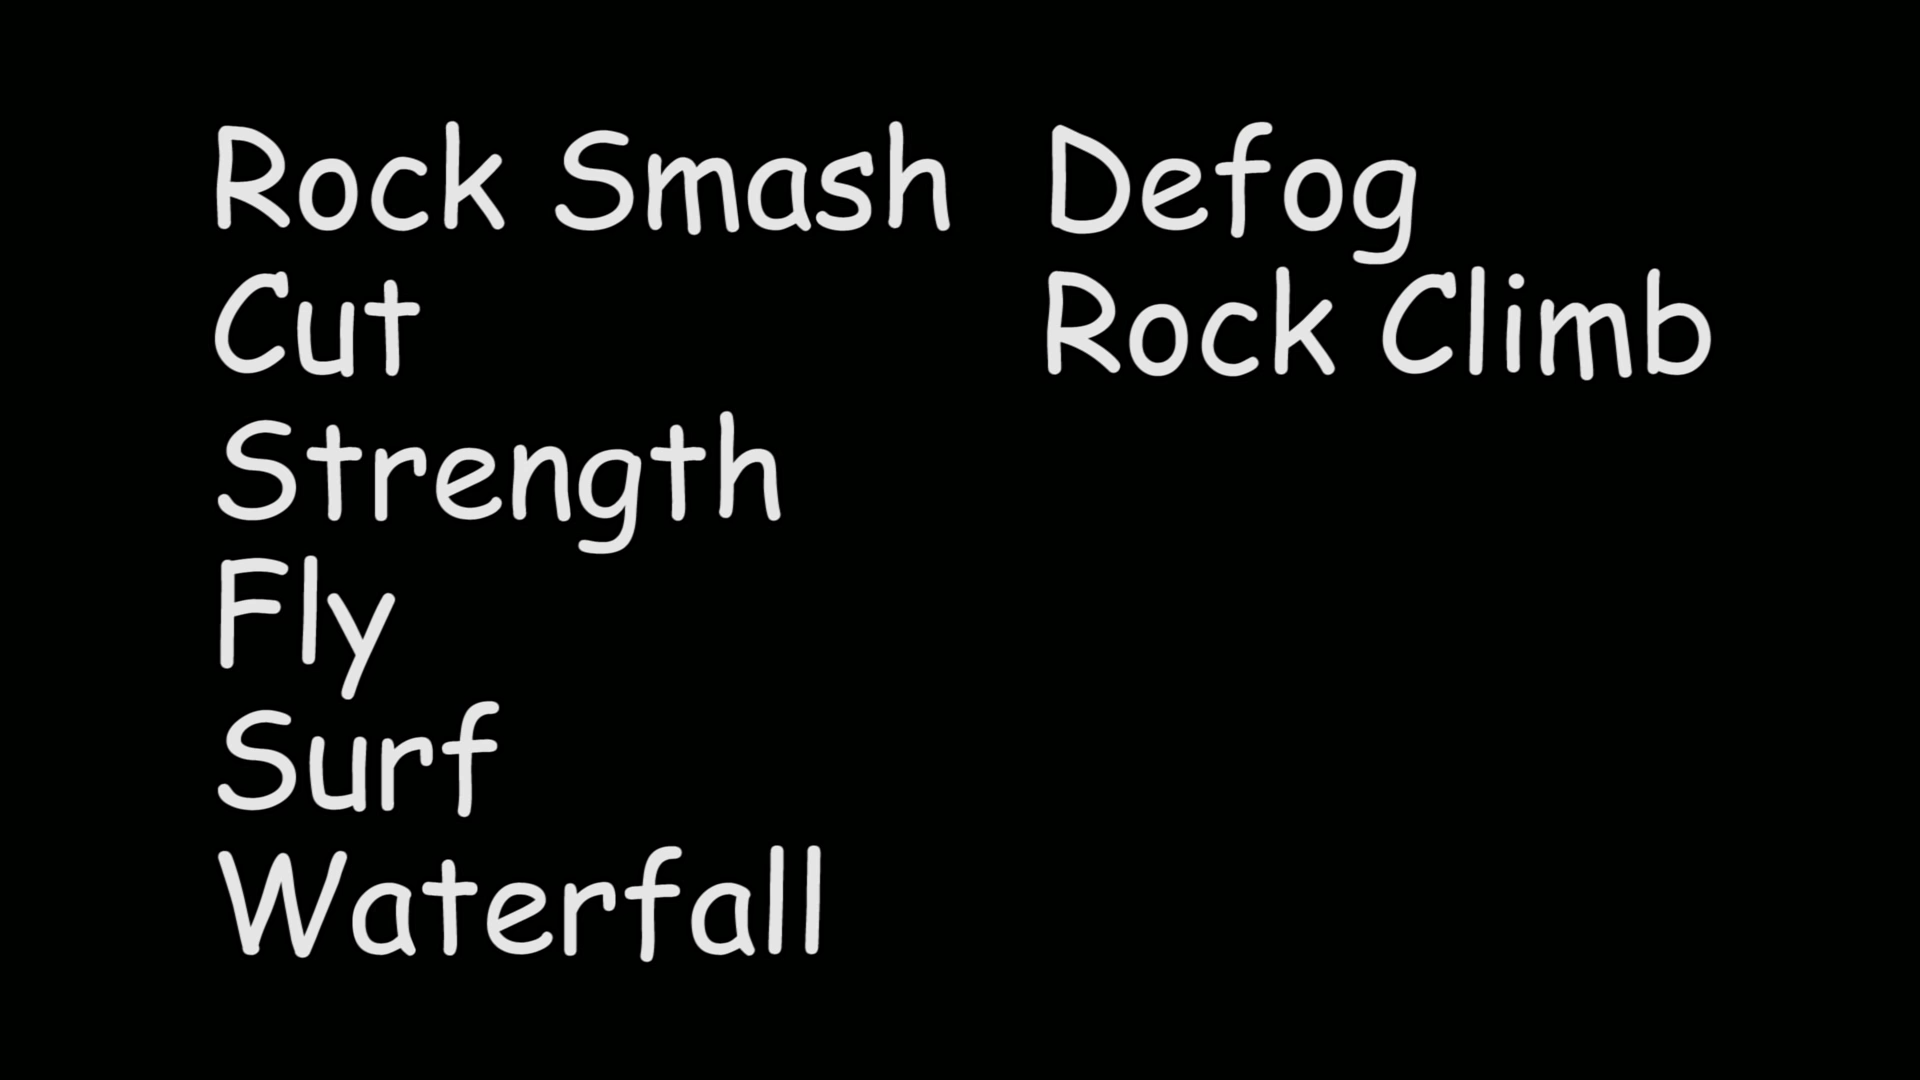 Rock Smash
Cut
Strength
Fly
Surf
Waterfall
Defog
Rock Climb